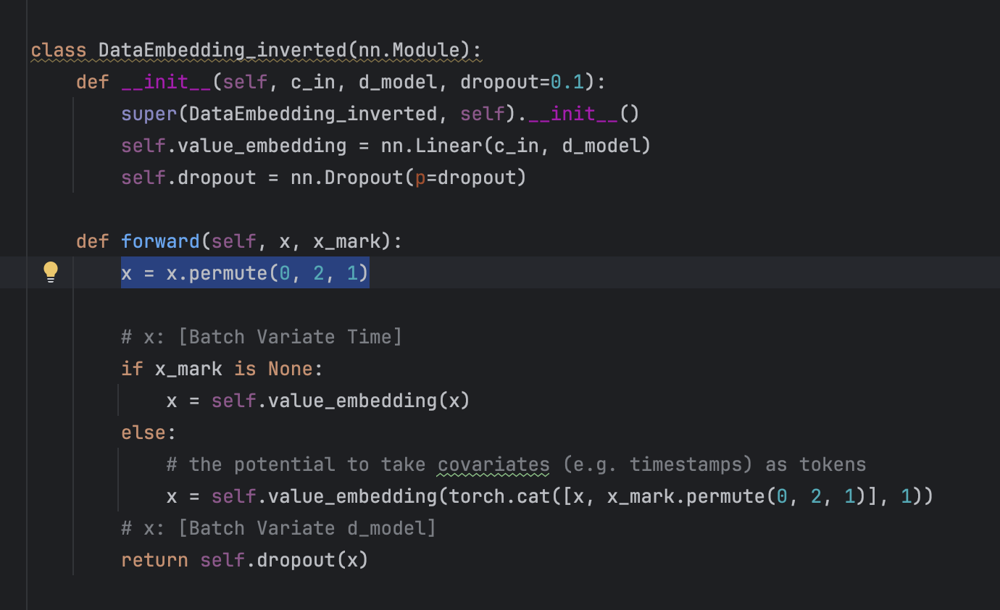 class DataEmbedding_inverted(nn.Module):
    def __init__(self, c_in, d_model, dropout=0.1):
        super(DataEmbedding_inverted, self).__init__()
        self.value_embedding = nn.Linear(c_in, d_model)
        self.dropout = nn.Dropout(p=dropout)

    def forward(self, x, x_mark):
        x = x.permute(0, 2, 1)

        # x: [Batch Variate Time]
        if x_mark is None:
            x = self.value_embedding(x)
        else:
            # the potential to take covariates (e.g. timestamps) as tokens
            x = self.value_embedding(torch.cat([x, x_mark.permute(0, 2, 1)], 1))
        # x: [Batch Variate d_model]
        return self.dropout(x)